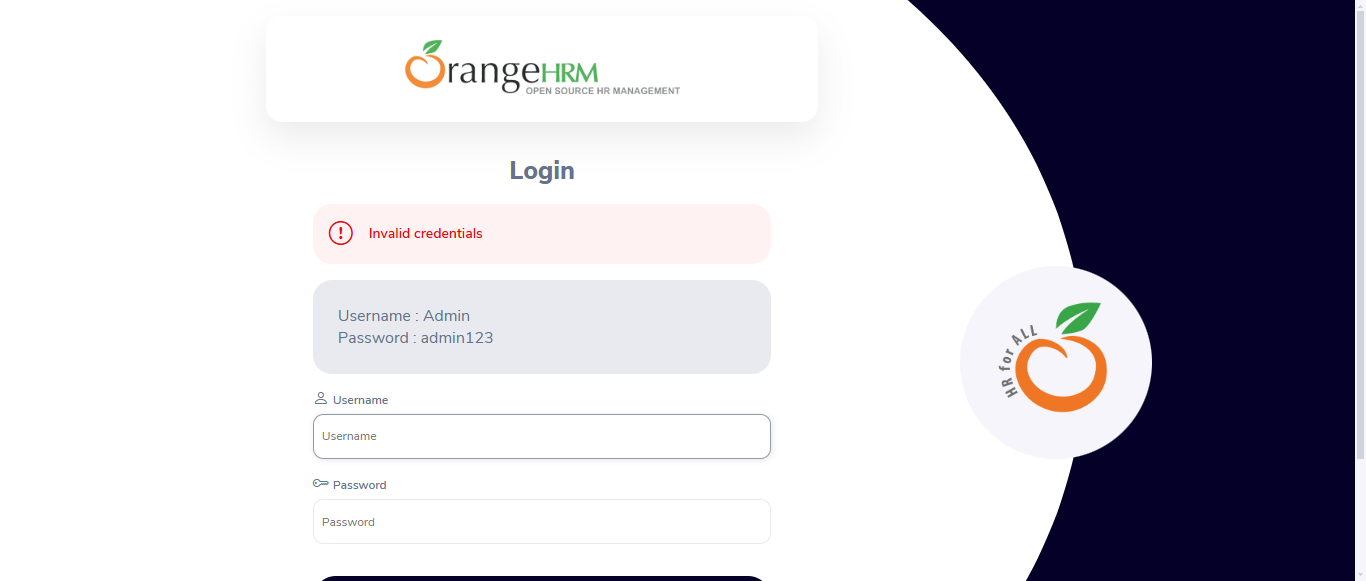 OrangeHRM
OPEN SOURCE HR MANAGEMENT
Login
Invalid credentials
Username : Admin
Password : admin123
Username
Username
Password
Password
HR for ALL